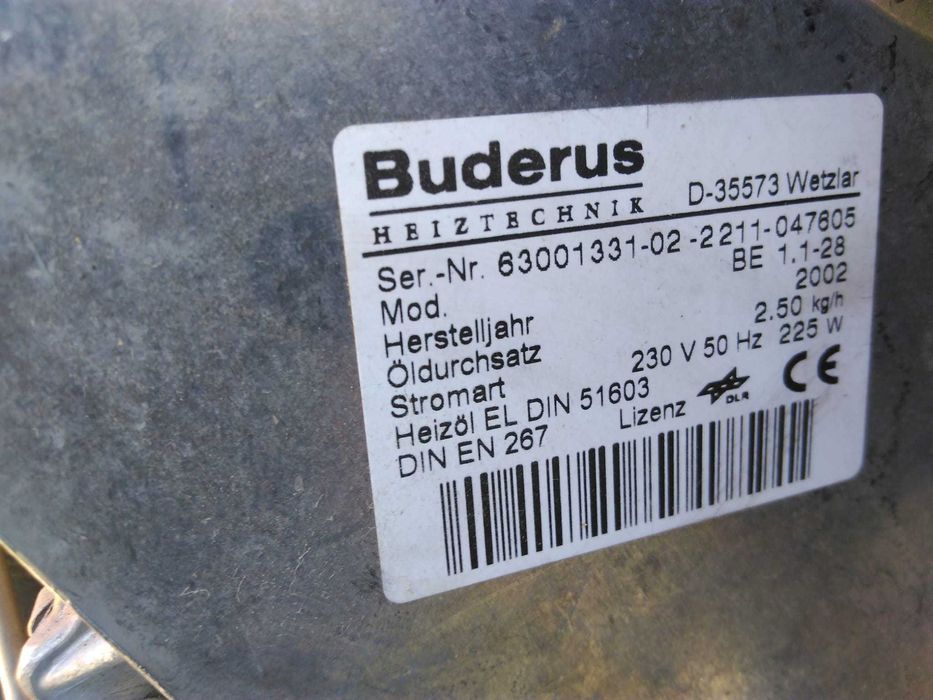 Buderus
HEIZTECHNIK D-35573 Wetzlar
Ser.-Nr. 63001331-02-2211-047605
Mod. BE 1.1-28
Herstelljahr 2002
Öldurchsatz 2.50 kg/h
Stromart 230 V 50 Hz 225 W
Heizöl EL DIN 51603
DIN EN 267 Lizenz DLR CE